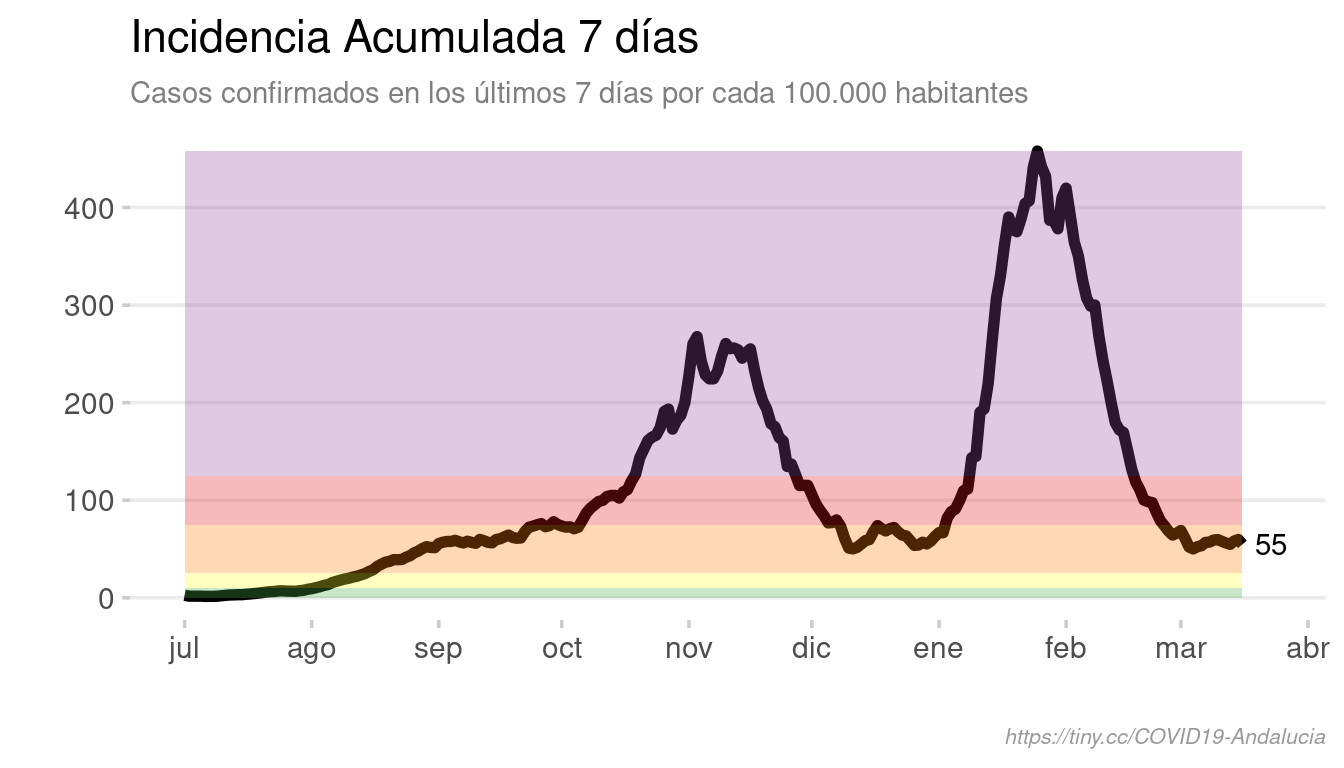 Incidencia Acumulada 7 días
Casos confirmados en los últimos 7 días por cada 100.000 habitantes
400
300
200
100
0
55
jul ago sep oct nov dic ene feb mar abr
https://tiny.cc/COVID19-Andalucia